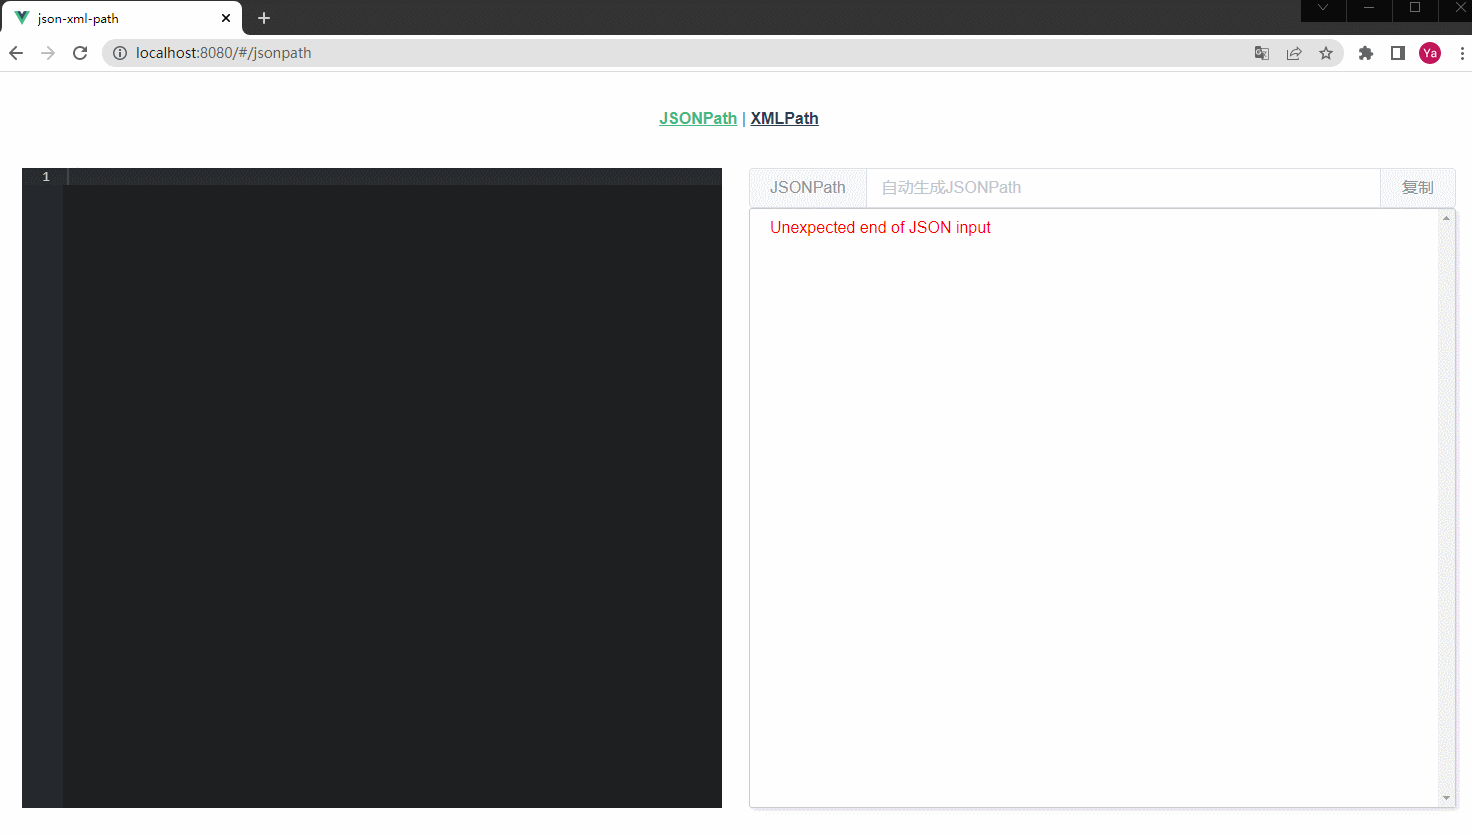 json-xml-path
localhost:8080/#/jsonpath
Ya
JSONPath | XMLPath
1
JSONPath 自动生成JSONPath 复制
Unexpected end of JSON input